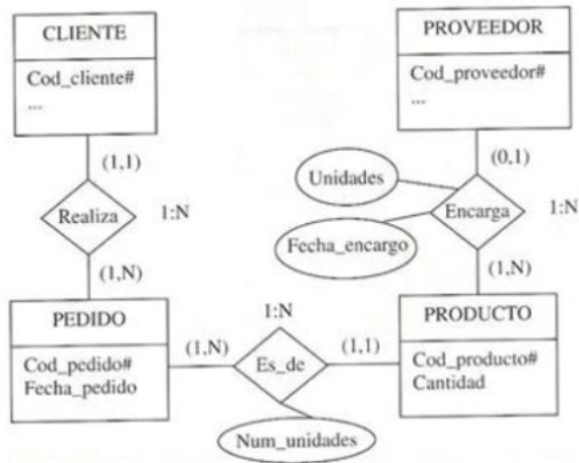 CLIENTE
Cod_cliente#
...
(1,1)
Realiza
1:N
(1,N)
PROVEEDOR
Cod_proveedor#
...
(0,1)
Unidades
Fecha_encargo
Encarga
1:N
(1,N)
PEDIDO
Cod_pedido#
Fecha_pedido
(1,N)
1:N
Es_de
(1,1)
Num_unidades
PRODUCTO
Cod_producto#
Cantidad